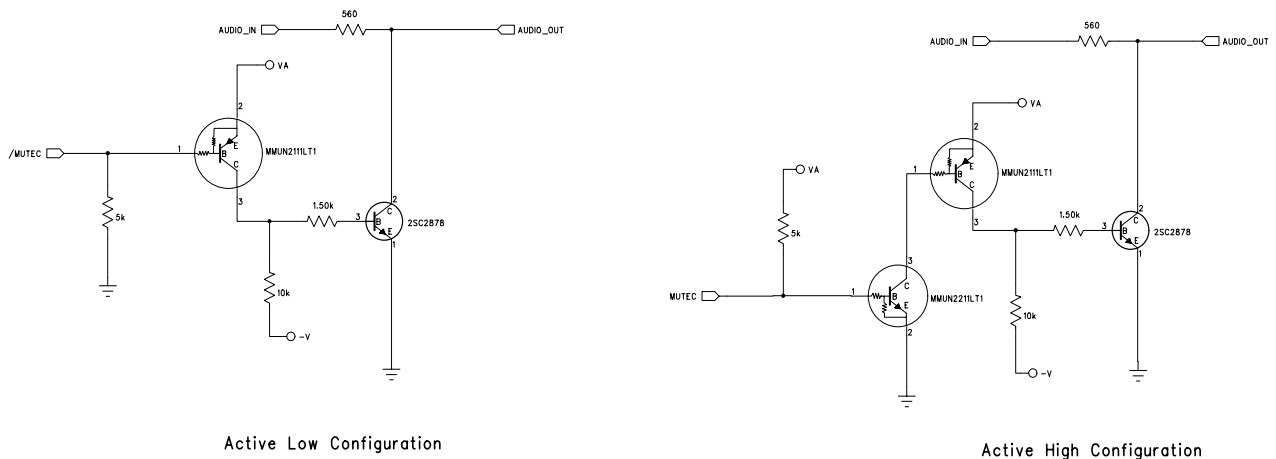 560
AUDIO_IN
AUDIO_OUT
VA
2
E
/MUTEC
1
B
MMUN2111LT1
C
3
5k
1.50k
3
B
C
2
E
1
2SC2878
10k
-V
Active Low Configuration
560
AUDIO_IN
AUDIO_OUT
VA
2
VA
E
1
B
MMUN2111LT1
C
3
5k
1.50k
3
B
C
2
E
1
2SC2878
3
C
MUTEC
1
B
MMUN2211LT1
E
2
10k
-V
Active High Configuration